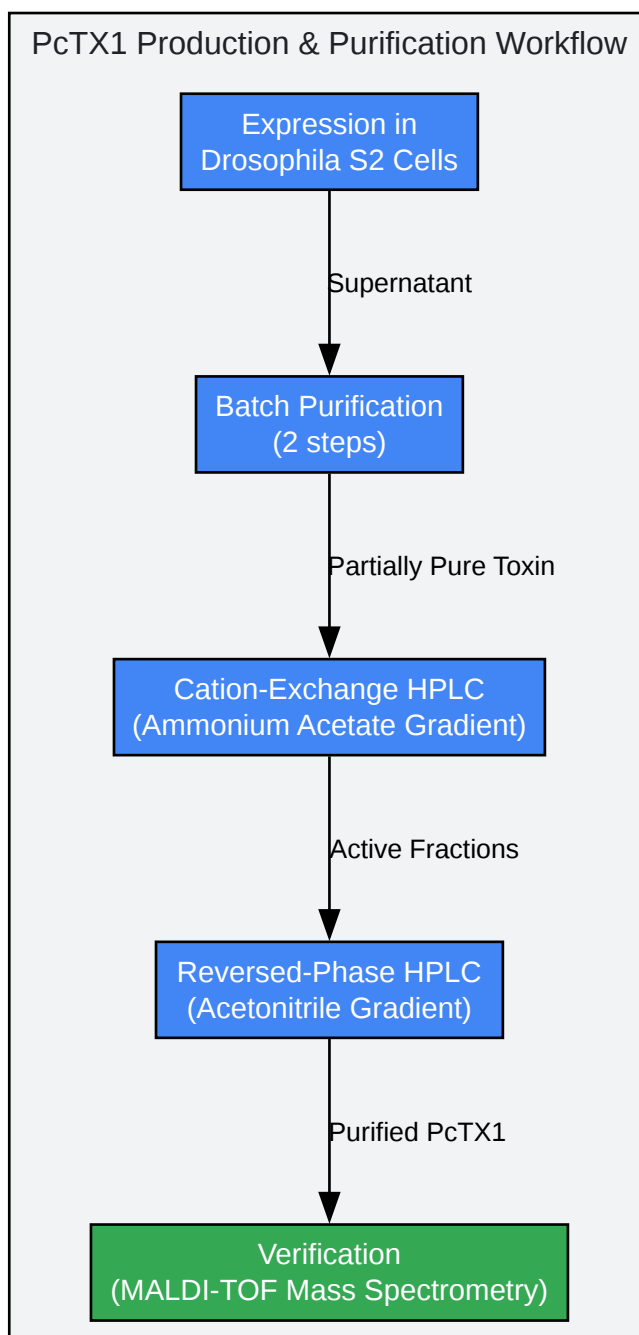 PcTX1 Production & Purification Workflow
Expression in
Drosophila S2 Cells
Supernatant
Batch Purification
(2 steps)
Partially Pure Toxin
Cation-Exchange HPLC
(Ammonium Acetate Gradient)
Active Fractions
Reversed-Phase HPLC
(Acetonitrile Gradient)
Purified PcTX1
Verification
(MALDI-TOF Mass Spectrometry)